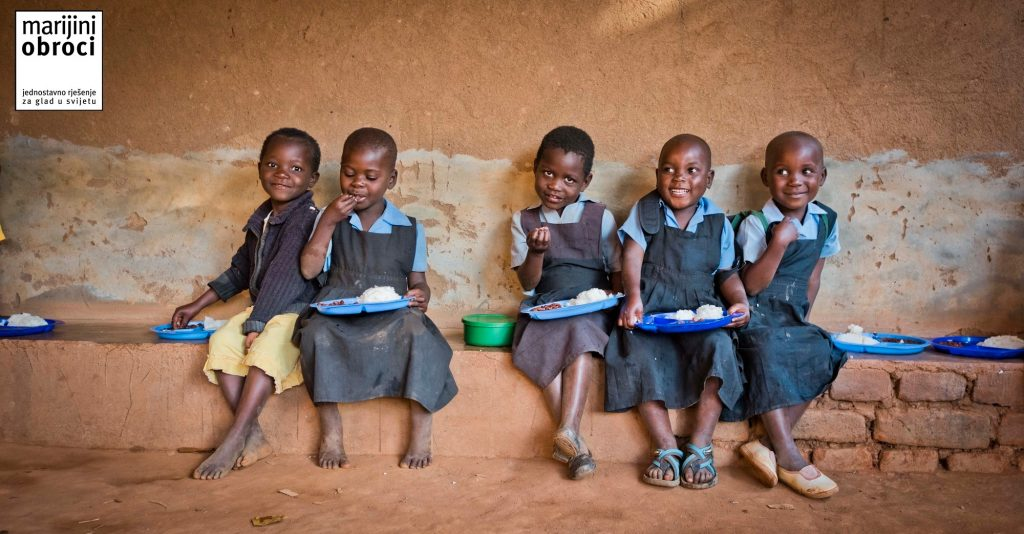 marijini
obroci
jednostavno rješenje
za glad u svijetu